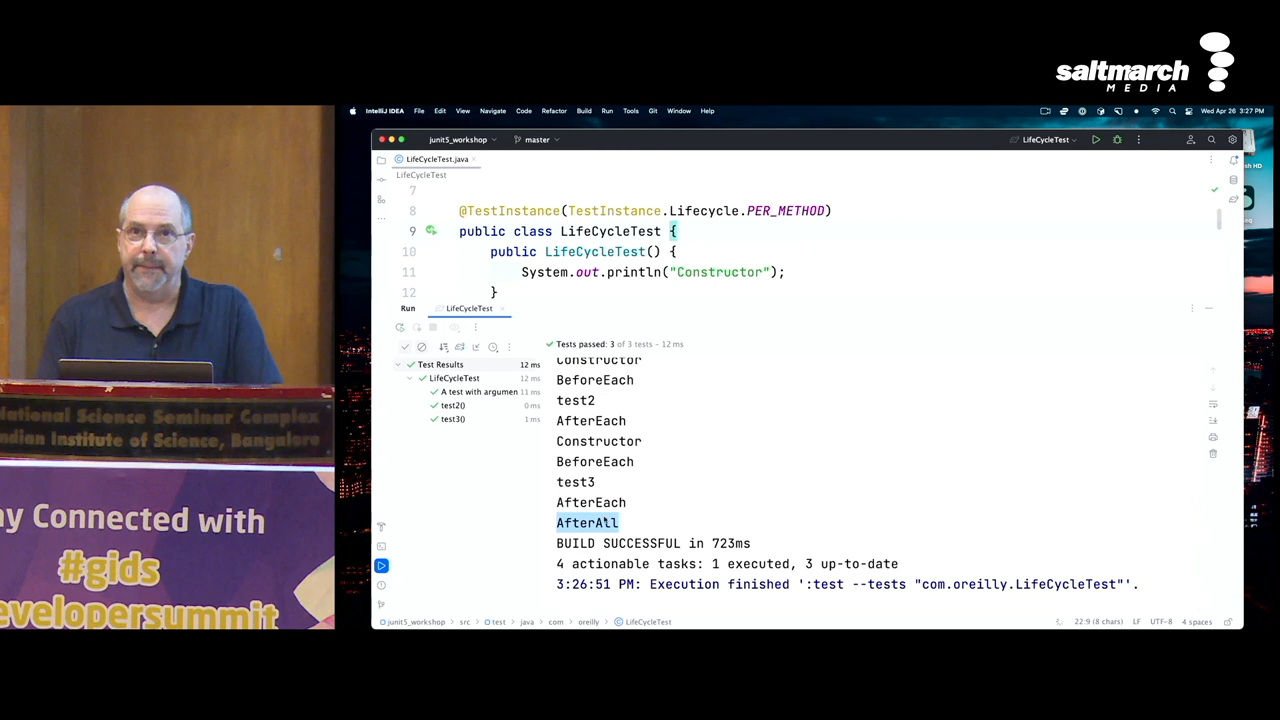 saltmarch
MEDIA
IntelliJ IDEA File Edit View Navigate Code Refactor Build Run Tools Git Window Help
Wed Apr 26 3:27 PM
junit5_workshop master LifeCycleTest
LifeCycleTest.java
LifeCycleTest
7
8 @TestInstance(TestInstance.Lifecycle.PER_METHOD)
9 public class LifeCycleTest {
10 public LifeCycleTest() {
11 System.out.println("Constructor");
12 }
Run LifeCycleTest
Tests passed: 3 of 3 tests – 12 ms
Test Results 12 ms
LifeCycleTest 12 ms
A test with argumen 11 ms
test2() 0 ms
test3() 1 ms
Constructor
BeforeEach
test2
AfterEach
Constructor
BeforeEach
test3
AfterEach
AfterAll
BUILD SUCCESSFUL in 723ms
4 actionable tasks: 1 executed, 3 up-to-date
3:26:51 PM: Execution finished ':test --tests "com.oreilly.LifeCycleTest"'.
junit5_workshop > src > test > java > com > oreilly > LifeCycleTest
22:9 (8 chars) LF UTF-8 4 spaces
National Science Seminar Complex
ndian Institute of Science, Bangalore
ay Connected with
#gids
evelopersummit